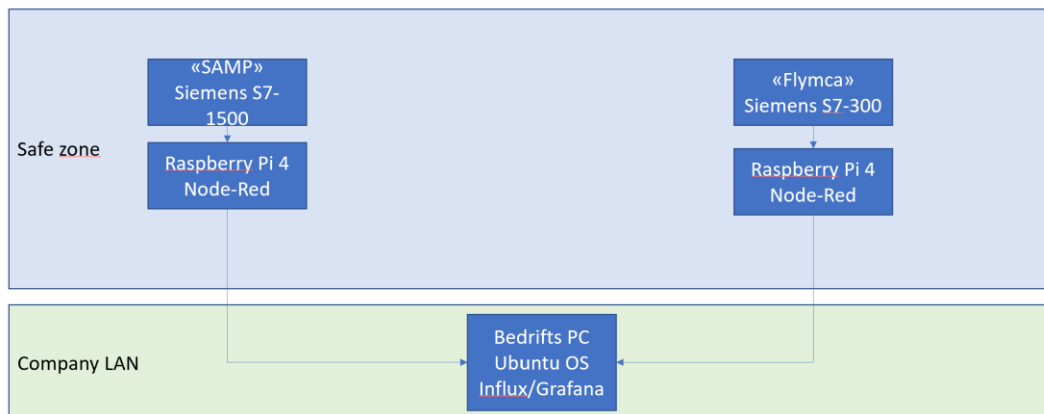 «SAMP»
Siemens S7-
1500
«Flymca»
Siemens S7-300
Safe zone
Raspberry Pi 4
Node-Red
Raspberry Pi 4
Node-Red
Company LAN
Bedrifts PC
Ubuntu OS
Influx/Grafana